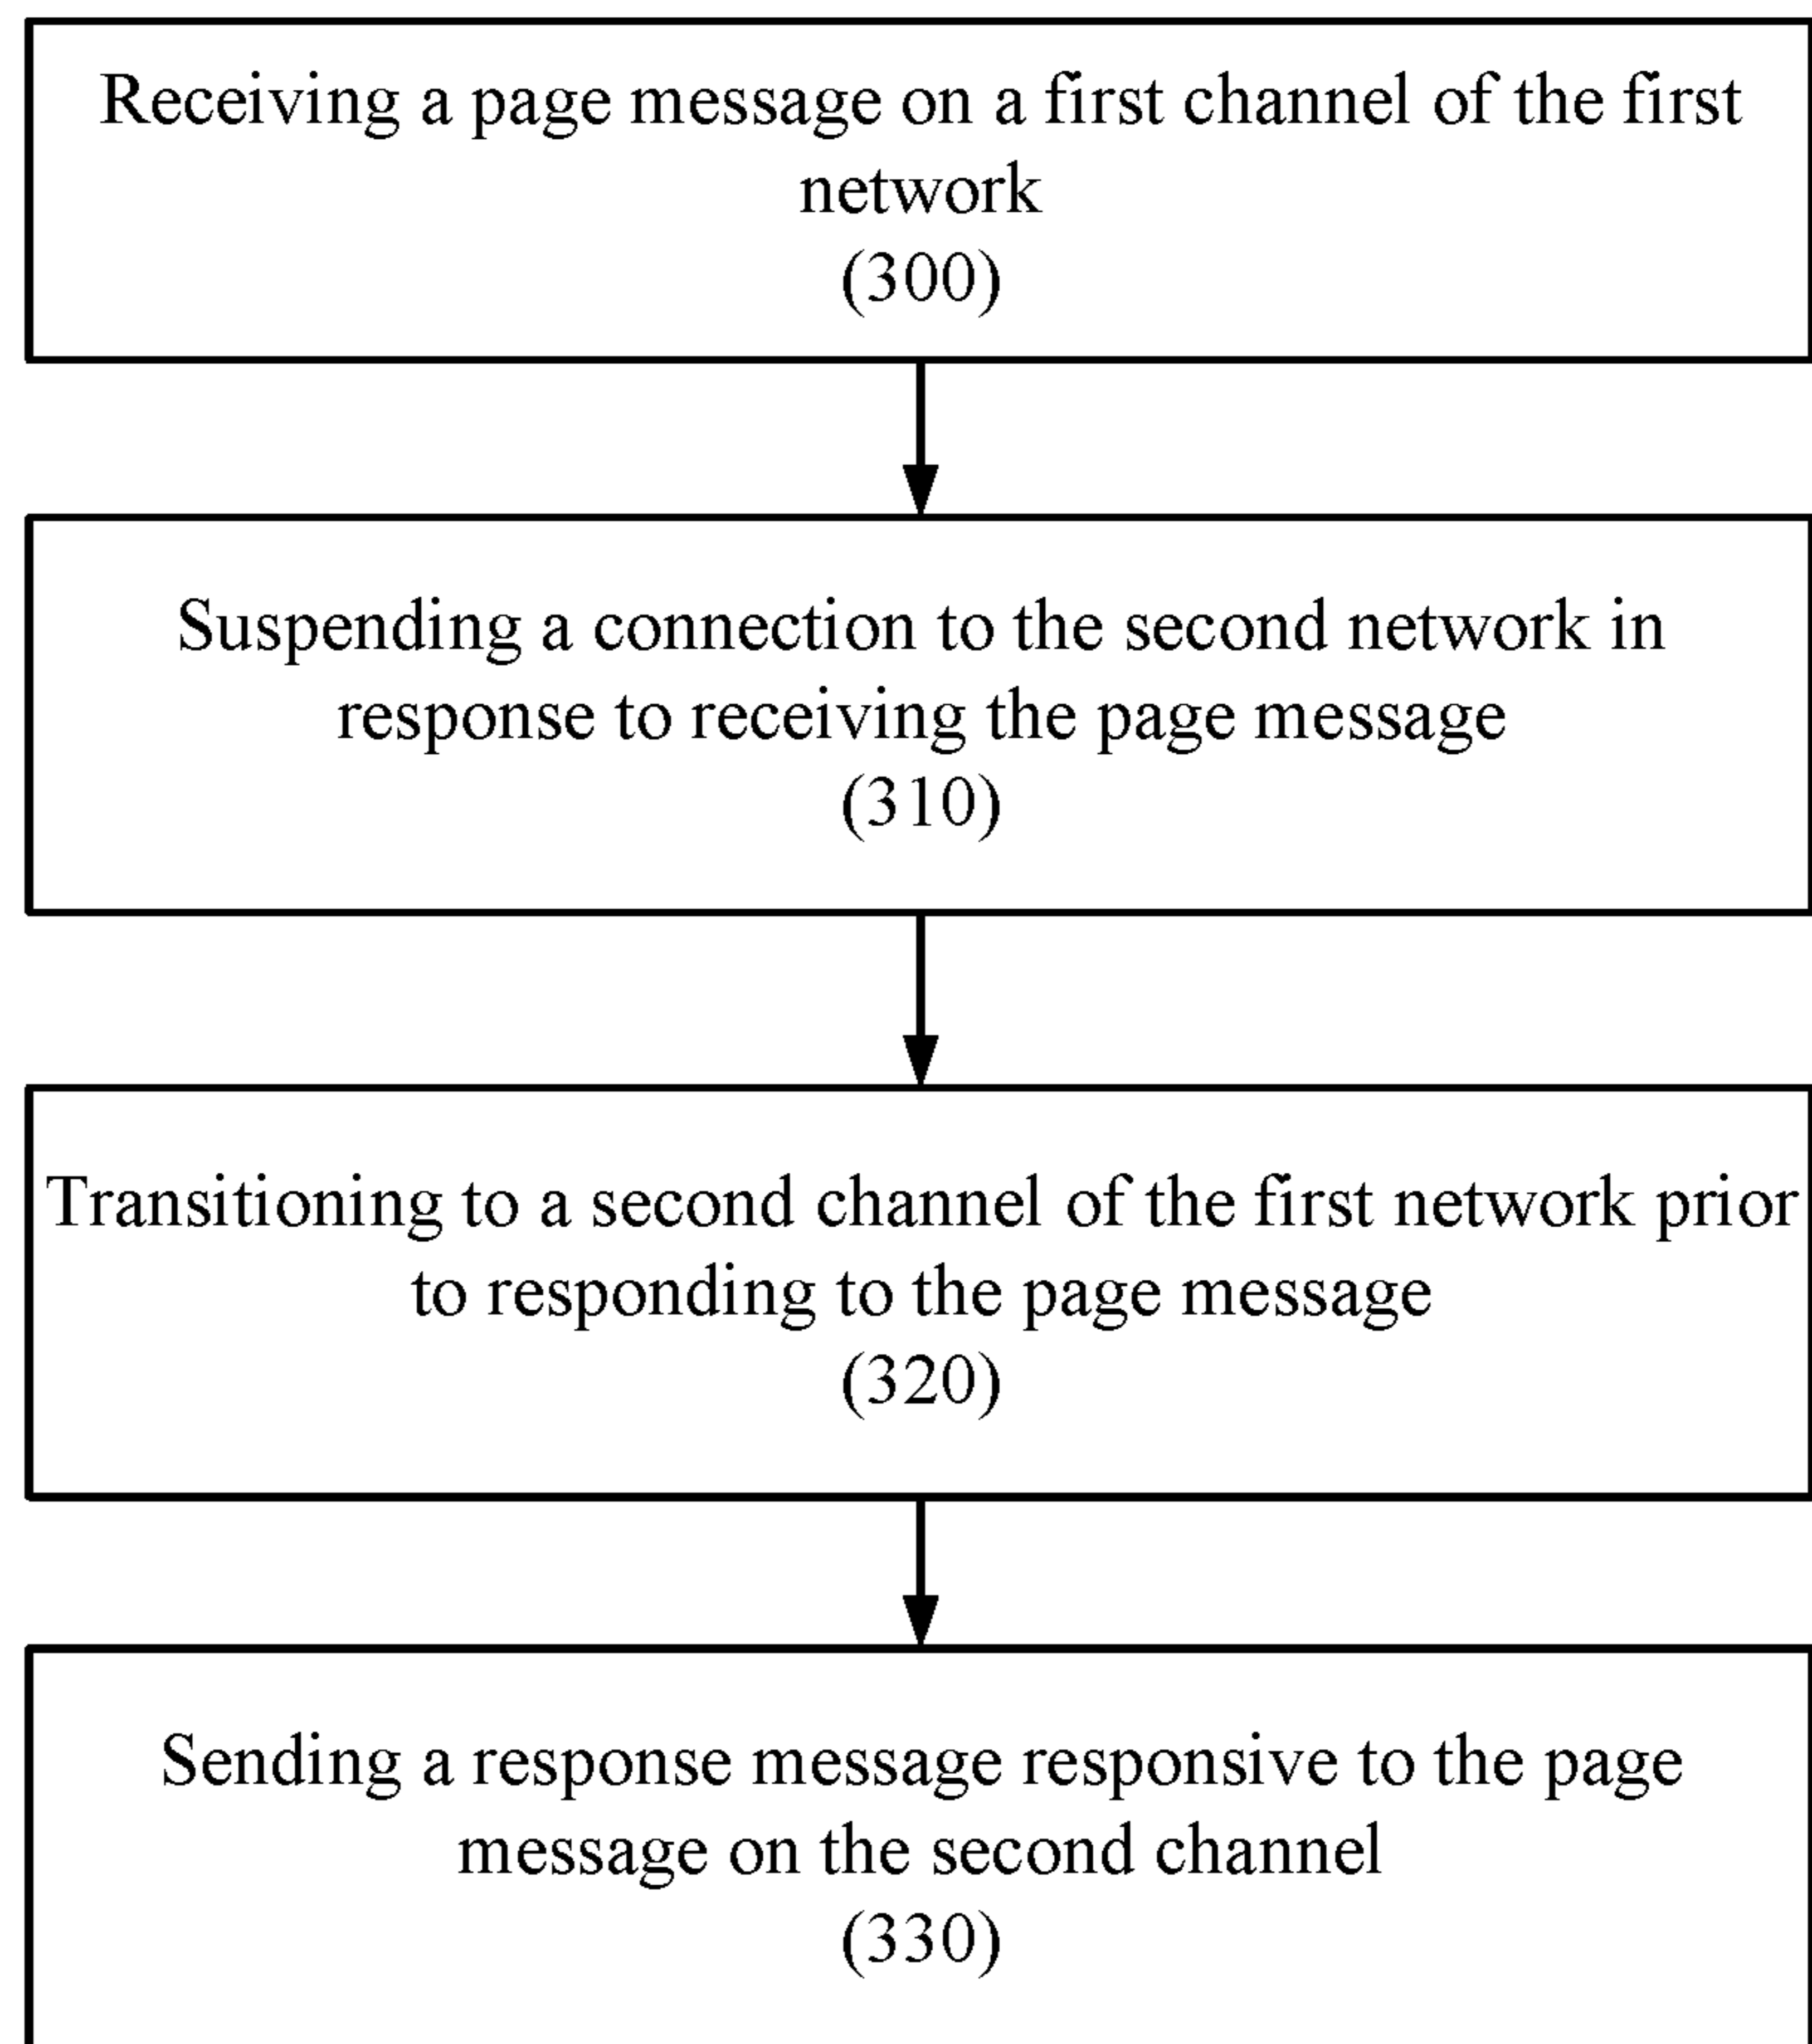 Receiving a page message on a first channel of the first
network
(300)
Suspending a connection to the second network in
response to receiving the page message
(310)
Transitioning to a second channel of the first network prior
to responding to the page message
(320)
Sending a response message responsive to the page
message on the second channel
(330)